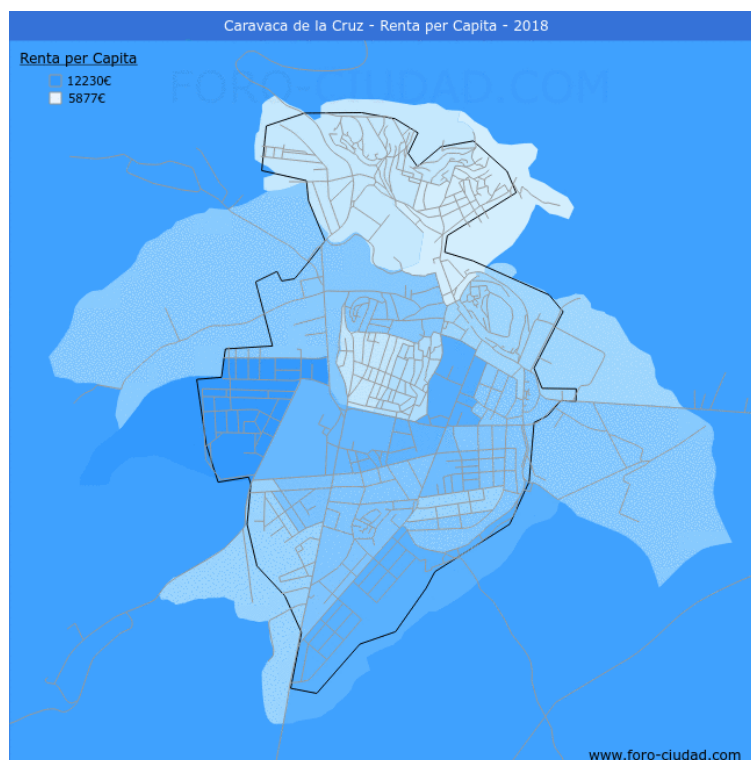 Caravaca de la Cruz - Renta per Capita - 2018
Renta per Capita
12230€
5877€
FORO-CIUDAD.COM
www.foro-ciudad.com